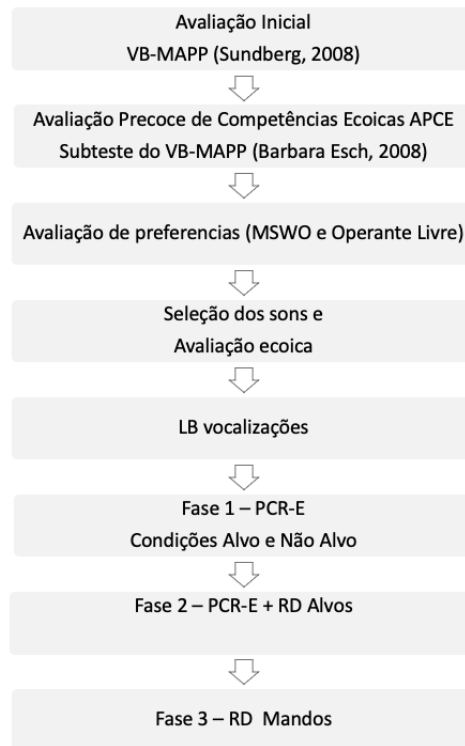 Avaliação Inicial
VB-MAPP (Sundberg, 2008)
Avaliação Precoce de Competências Ecoicas APCE
Subteste do VB-MAPP (Barbara Esch, 2008)
Avaliação de preferencias (MSWO e Operante Livre)
Seleção dos sons e
Avaliação ecoica
LB vocalizações
Fase 1 – PCR-E
Condições Alvo e Não Alvo
Fase 2 – PCR-E + RD Alvos
Fase 3 – RD  Mandos